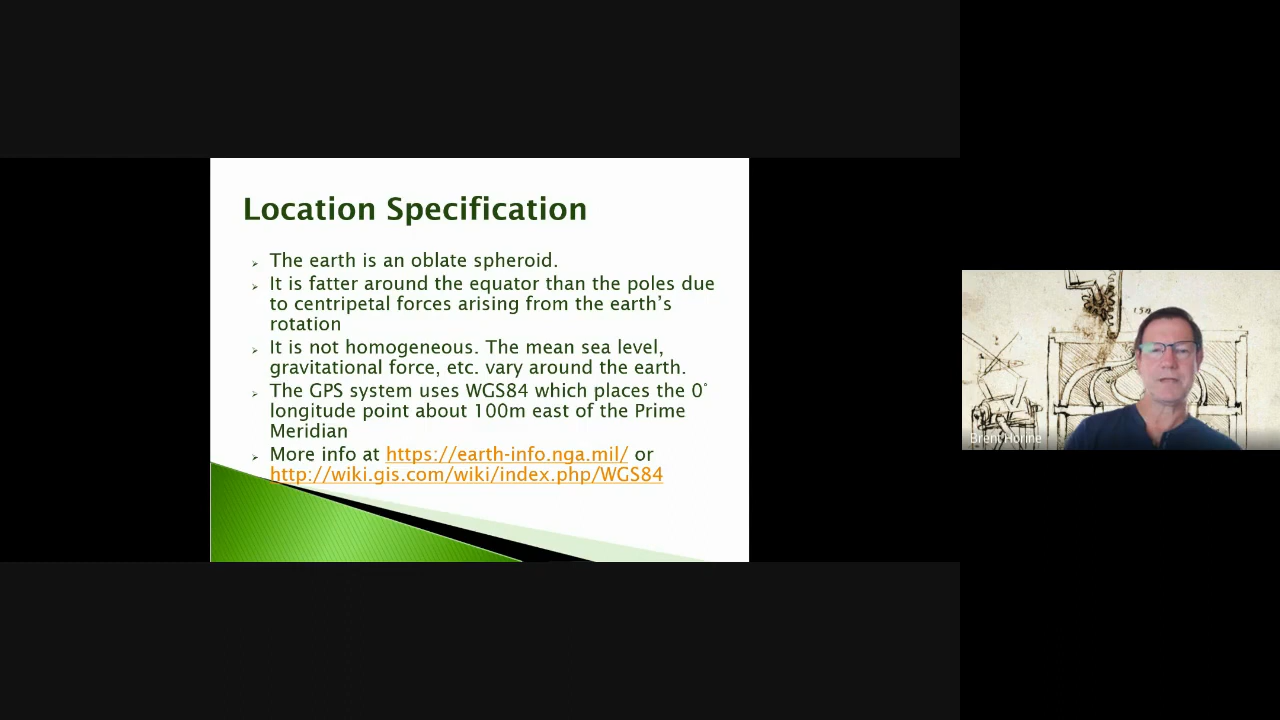 Location Specification
The earth is an oblate spheroid.
It is fatter around the equator than the poles due
to centripetal forces arising from the earth's
rotation
It is not homogeneous. The mean sea level,
gravitational force, etc. vary around the earth.
The GPS system uses WGS84 which places the 0°
longitude point about 100m east of the Prime
Meridian
More info at https://earth-info.nga.mil/ or
http://wiki.gis.com/wiki/index.php/WGS84
Brent Horine